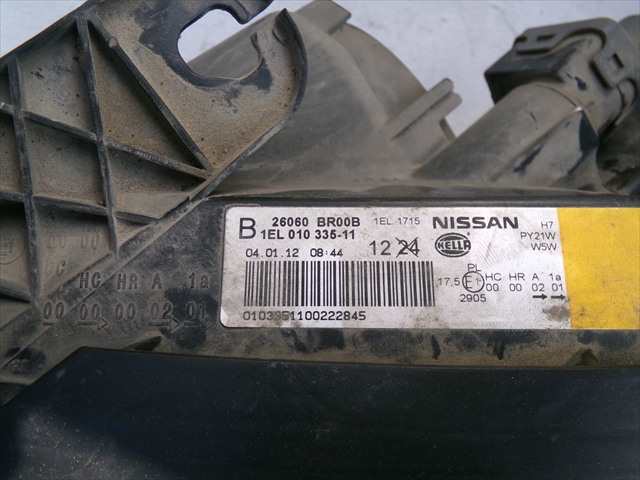 B 26060 BR00B 1EL 1715 NISSAN H7
1EL 010 335-11 PY21W
HELLA W5W
04.01.12 08:44 12 24
PL
17,5 E1 HC HR A 1a
00 00 02 01
2905
0103351100222845
C HC HR A 1a
00 00 00 02 01